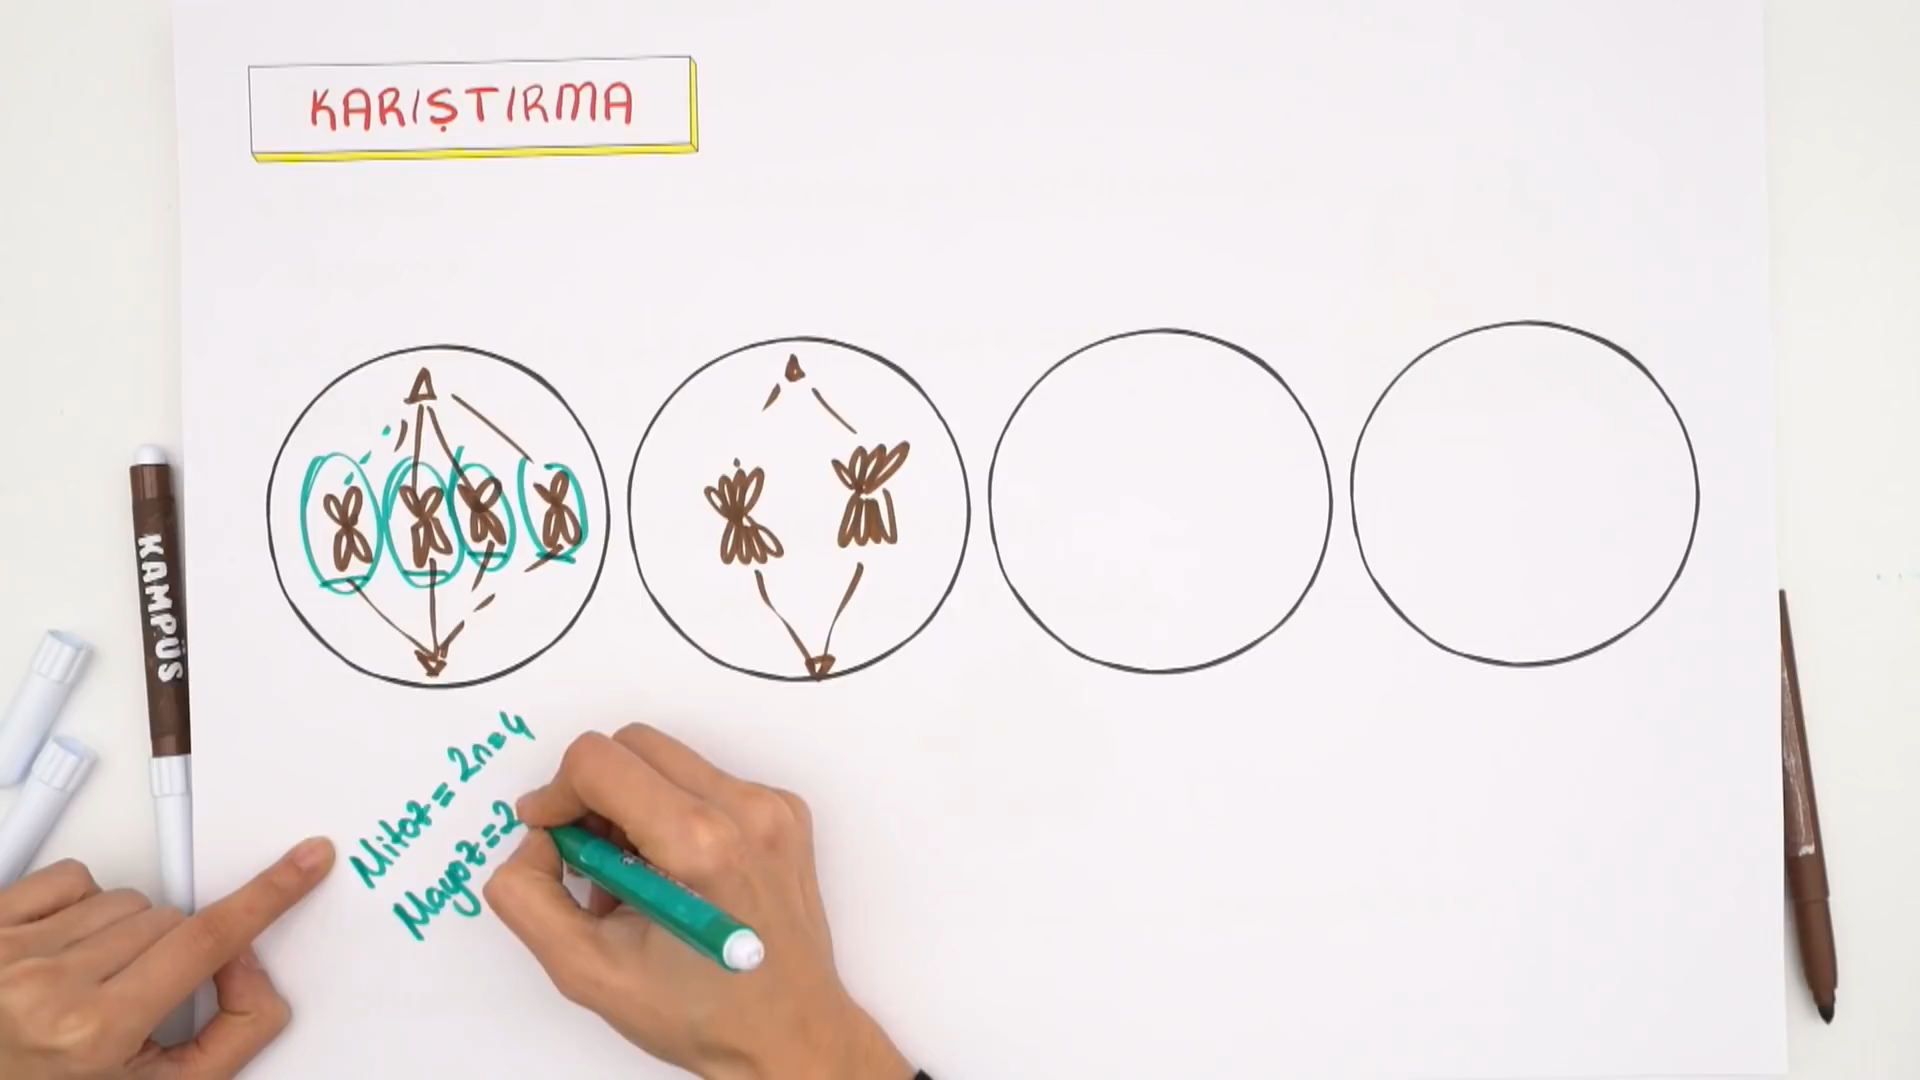 KARIŞTIRMA
KAMPÜS
Mitoz = 2n=4
Mayoz = 2